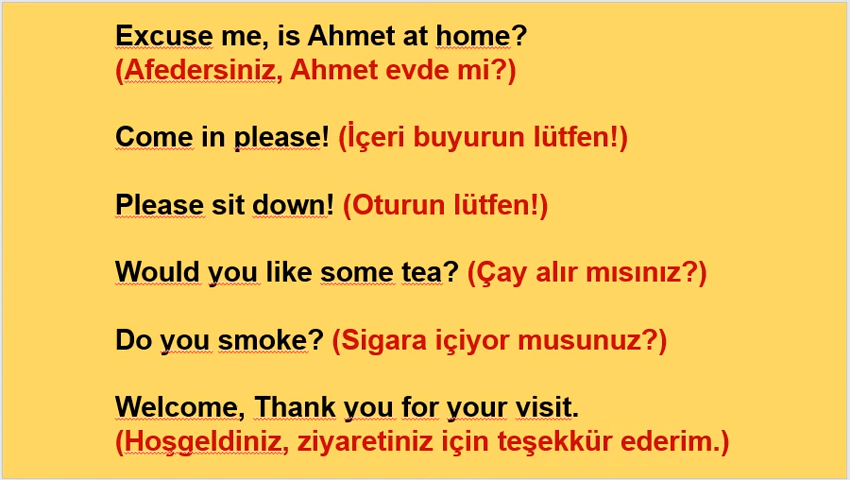 Excuse me, is Ahmet at home?
(Afedersiniz, Ahmet evde mi?)
Come in please! (İçeri buyurun lütfen!)
Please sit down! (Oturun lütfen!)
Would you like some tea? (Çay alır mısınız?)
Do you smoke? (Sigara içiyor musunuz?)
Welcome, Thank you for your visit.
(Hoşgeldiniz, ziyaretiniz için teşekkür ederim.)